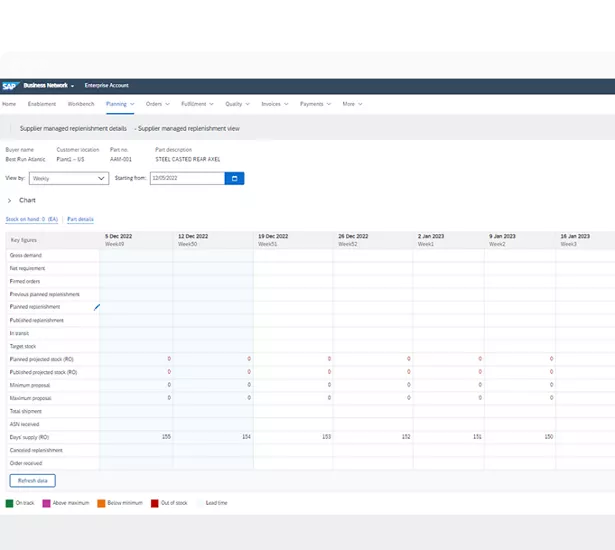 SAP Business Network Enterprise Account
Home Enablement Workbench Planning Orders Fulfillment Quality Invoices Payments More
Supplier managed replenishment details - Supplier managed replenishment view
Buyer name Customer location Part no. Part description
Best Run Atlantic Plant1 - US A4M-001 STEEL CASTED REAR AXEL
View by: Weekly Starting from: 12/05/2022
Chart
Stock on hand: 0 (EA) Part details
Key figures 5 Dec 2022 12 Dec 2022 19 Dec 2022 26 Dec 2022 2 Jan 2023 9 Jan 2023 16 Jan 2023
Week49 Week50 Week51 Week52 Week1 Week2 Week3
Gross demand
Net requirement
Firmed orders
Previous planned replenishment
Planned replenishment
Published replenishment
In transit
Target stock
Planned projected stock (RO) 0 0 0 0 0 0
Published projected stock (RO) 0 0 0 0 0 0
Minimum proposal 0 0 0 0 0 0
Maximum proposal 0 0 0 0 0 0
Total shipment
ASN received
Days' supply (RO) 155 154 153 152 151 150
Canceled replenishment
Order received
Refresh data
On track Above maximum Below minimum Out of stock Lead time